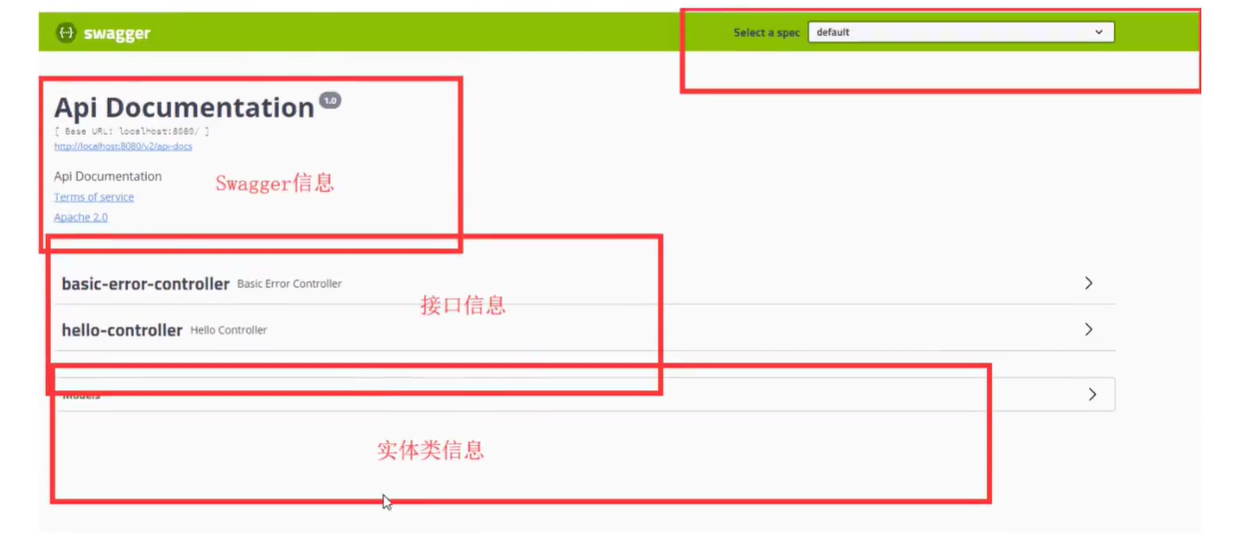 swagger
Select a spec default
Api Documentation 1.0
[ Base URL: localhost:8080/ ]
http://localhost:8080/v2/api-docs
Api Documentation
Swagger信息
Terms of service
Apache 2.0
basic-error-controller Basic Error Controller
接口信息
hello-controller Hello Controller
Models
实体类信息